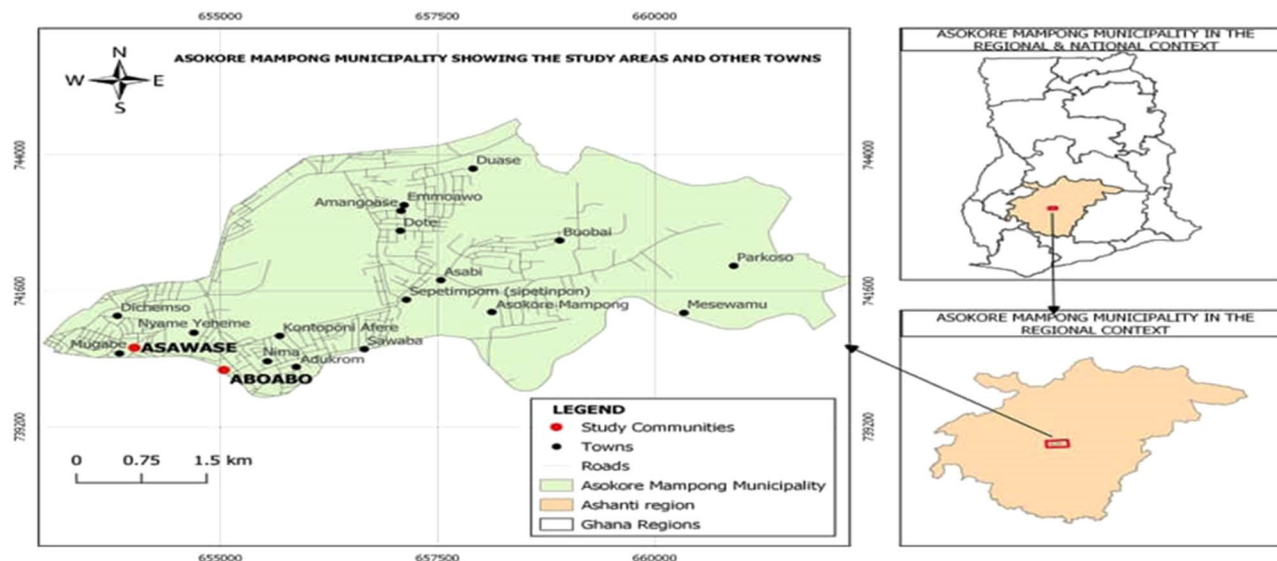 655000 657500 660000
ASOKORE MAMPONG MUNICIPALITY SHOWING THE STUDY AREAS AND OTHER TOWNS
N
W E
S
744000
741600
739200
744000
741600
739200
Duase
Emmoawo
Amangoase
Dote
Buobai
Parkoso
Asabi
Sepetimpom (sipetinpon)
Asokore-Mampong
Mesewamu
Dichemso
Nyame Yeheme
Kontoponi Afere
Mugabe
ASAWASE
Sawaba
Nima
Adukrom
ABOABO
0 0.75 1.5 km
LEGEND
Study Communities
Towns
Roads
Asokore Mampong Municipality
Ashanti region
Ghana Regions
655000 657500 660000
ASOKORE MAMPONG MUNICIPALITY IN THE
REGIONAL & NATIONAL CONTEXT
ASOKORE MAMPONG MUNICIPALITY IN THE
REGIONAL CONTEXT